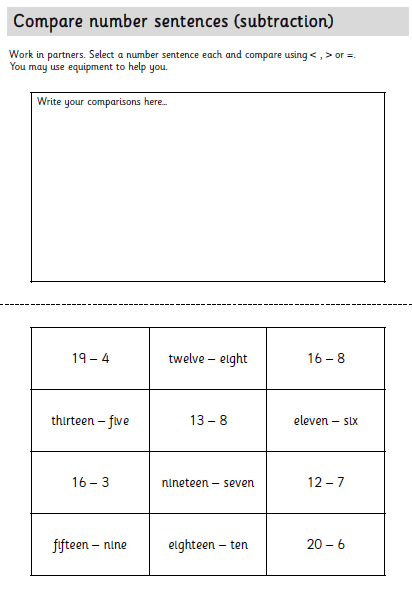 Compare number sentences (subtraction)
Work in partners. Select a number sentence each and compare using < , > or =.
You may use equipment to help you.
Write your comparisons here...
19 – 4
twelve – eight
16 – 8
thirteen – five
13 – 8
eleven – six
16 – 3
nineteen – seven
12 – 7
fifteen – nine
eighteen – ten
20 – 6